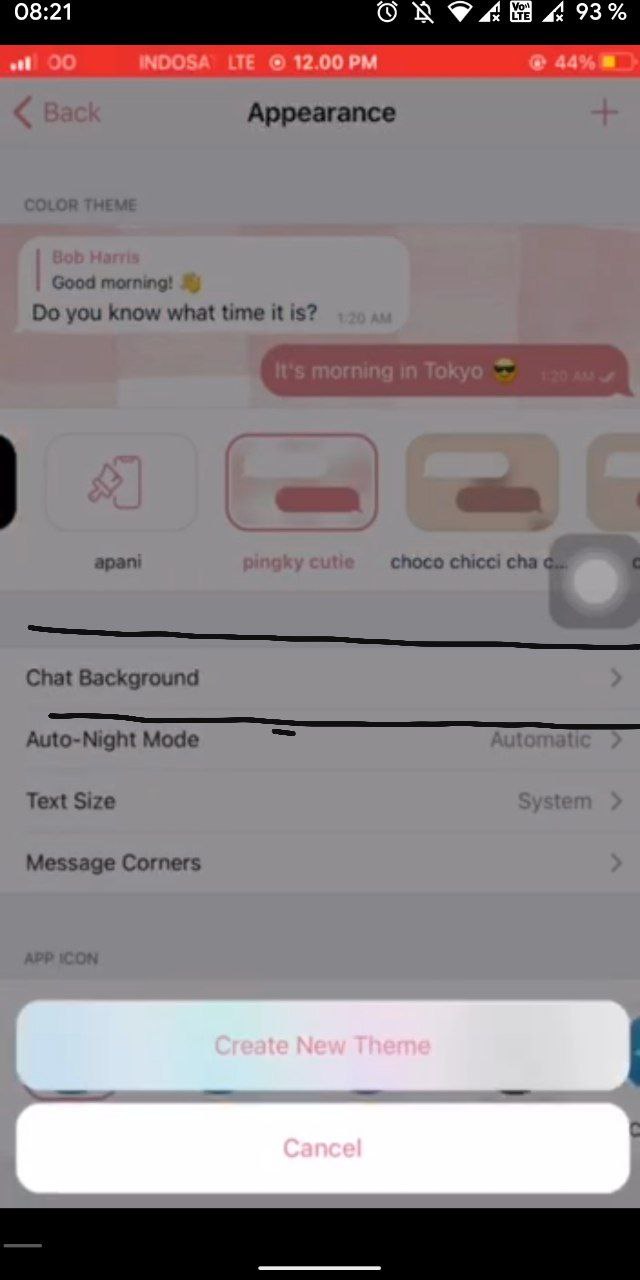 08:21
Vo))
LTE
93 %
INDOSA LTE 12.00 PM
44%
Back
Appearance
COLOR THEME
Bob Harris
Good morning! 👋
Do you know what time it is?
1:20 AM
It's morning in Tokyo 😎
1:20 AM
apani
pingky cutie
choco chicci cha c...
Chat Background
Auto-Night Mode
Automatic
Text Size
System
Message Corners
APP ICON
Create New Theme
Cancel